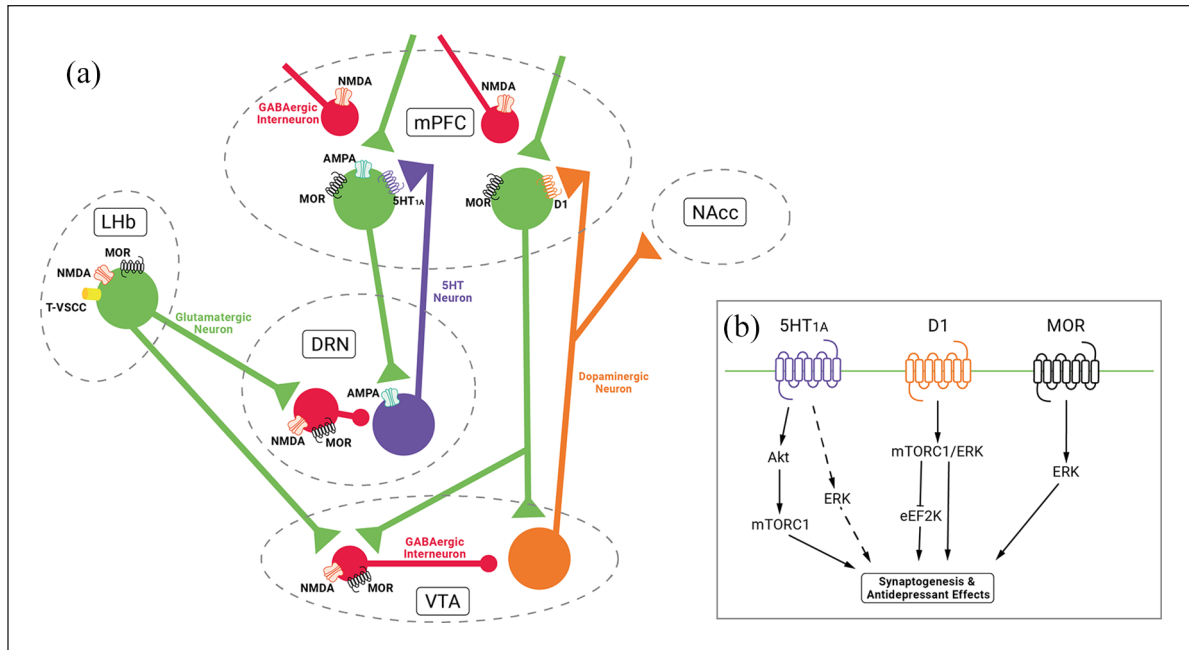 (a)
NMDA
GABAergic
Interneuron
NMDA
mPFC
AMPA
MOR
5HT1A
MOR
D1
NAcc
LHb
MOR
NMDA
T-VSCC
Glutamatergic
Neuron
5HT
Neuron
DRN
AMPA
NMDA
MOR
Dopaminergic
Neuron
GABAergic
Interneuron
NMDA
MOR
VTA
(b)
5HT1A
D1
MOR
Akt
mTORC1/ERK
ERK
ERK
mTORC1
eEF2K
Synaptogenesis &
Antidepressant Effects